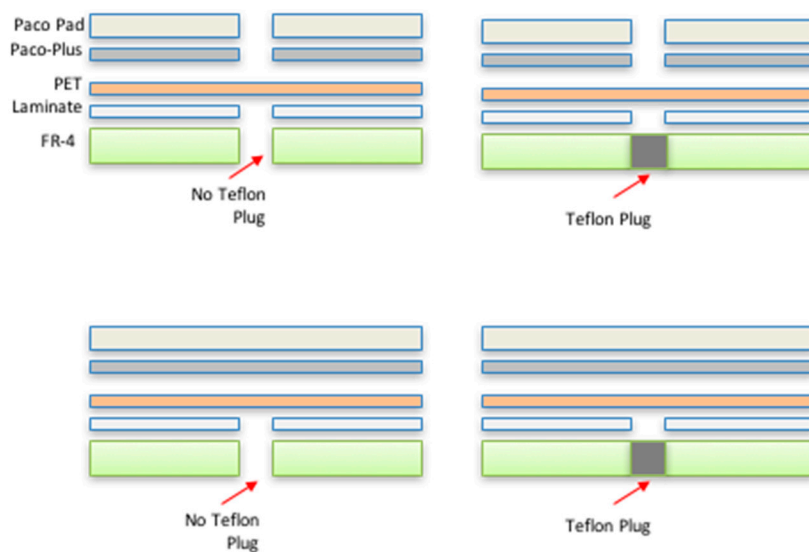 Paco Pad
Paco-Plus
PET
Laminate
FR-4
No Teflon
Plug
Teflon Plug
No Teflon
Plug
Teflon Plug